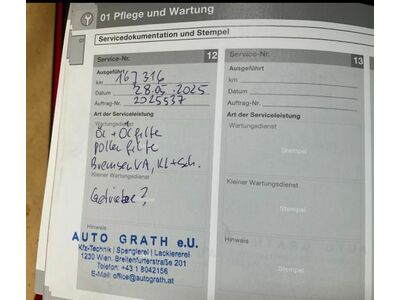 01 Pflege und Wartung
Servicedokumentation und Stempel
Service-Nr. 12
Ausgeführt
km 167316
Datum 28.05.2025
Auftrag-Nr. 2025537
Art der Serviceleistung
Wartungsdienst
Öl + Ölfilter
pollen filter
Bremsen VA, Kl + Sch.
Kleiner Wartungsdienst
Getriebe?
Hinweis
AUTO GRATH e.U.
Kfz-Technik | Spenglerei | Lackiererei
1230 Wien, Breitenfurterstraße 201
Telefon: +43 1 8042156
E-Mail: office@autograth.at
Service-Nr. 13
Ausgeführt
km
Datum
Auftrag-Nr.
Art der Serviceleistung
Wartungsdienst
Stempel
Kleiner Wartungsdienst
Stempel
Hinweis